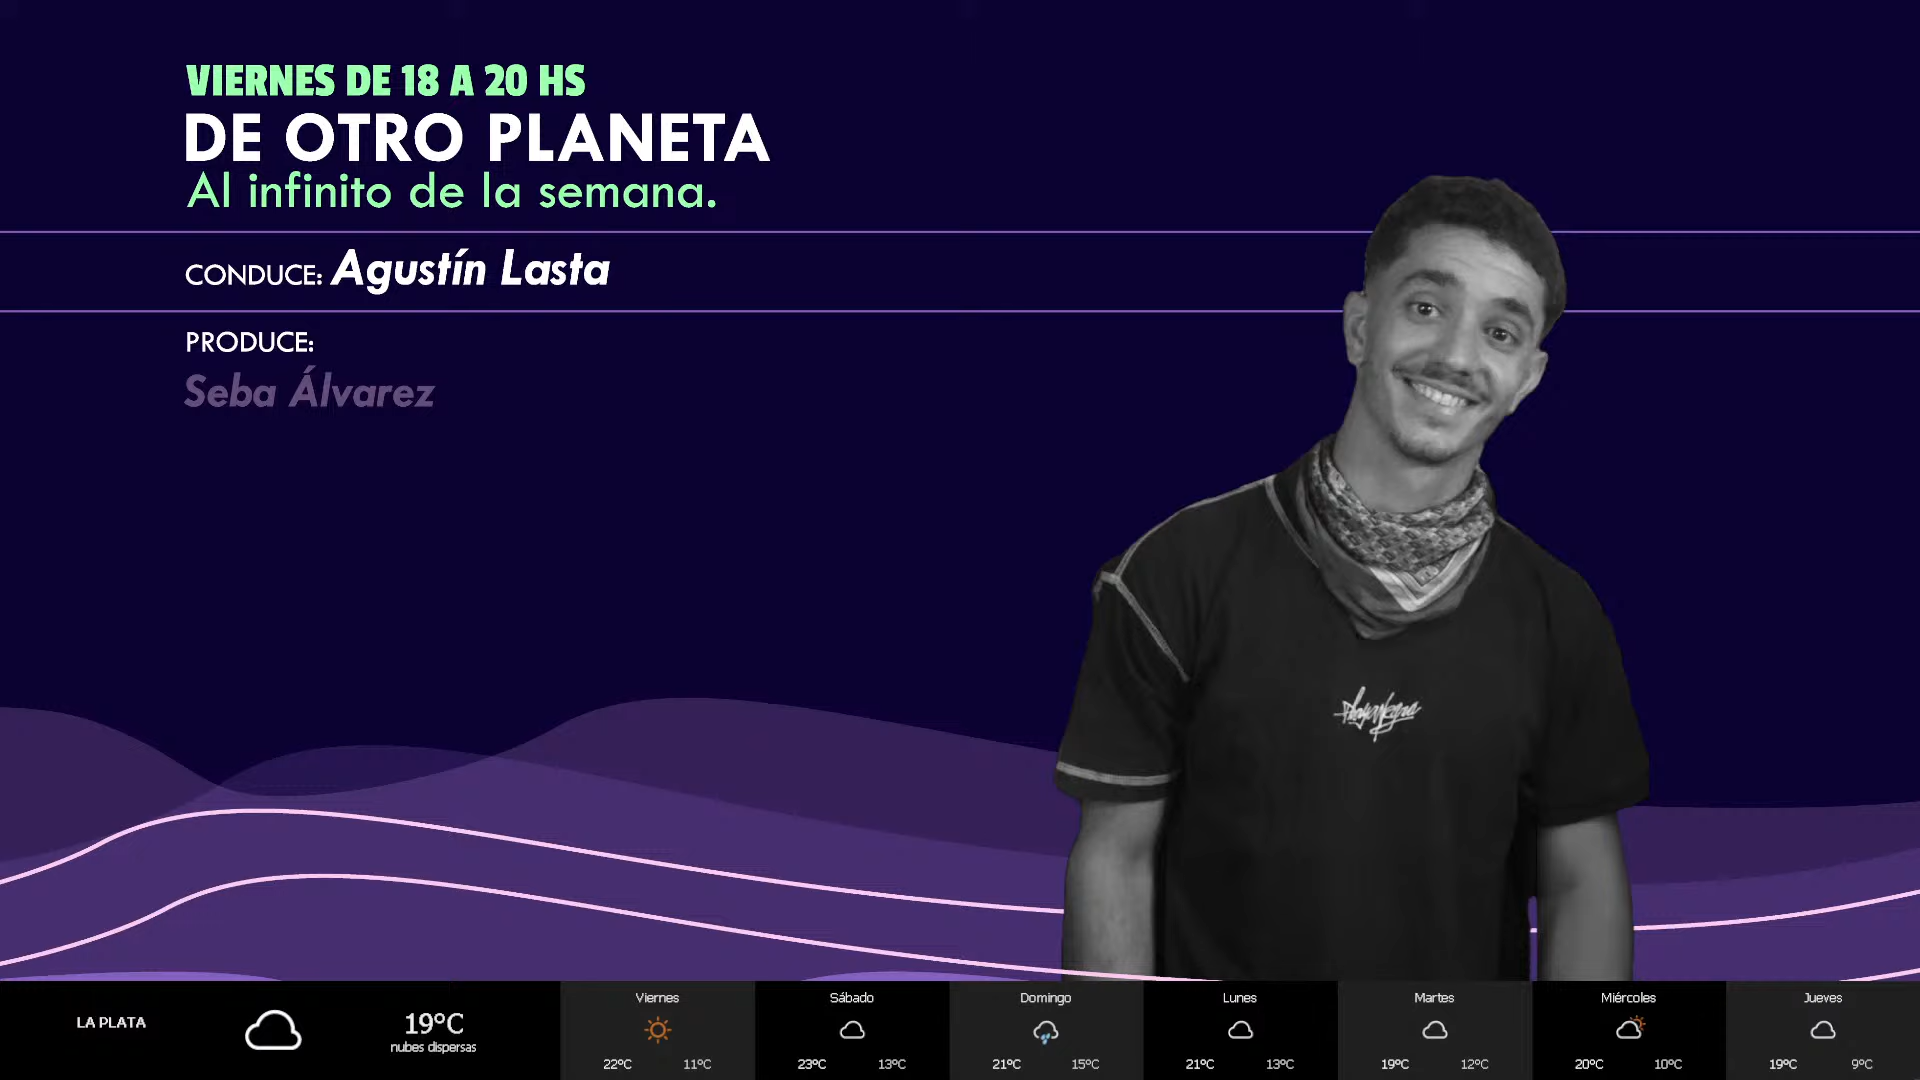 VIERNES DE 18 A 20 HS
DE OTRO PLANETA
Al infinito de la semana.
CONDUCE: Agustín Lasta
PRODUCE:
Seba Álvarez
LA PLATA
19°C
nubes dispersas
Viernes
22°C 11°C
Sábado
23°C 13°C
Domingo
21°C 15°C
Lunes
21°C 13°C
Martes
19°C 12°C
Miércoles
20°C 10°C
Jueves
19°C 9°C